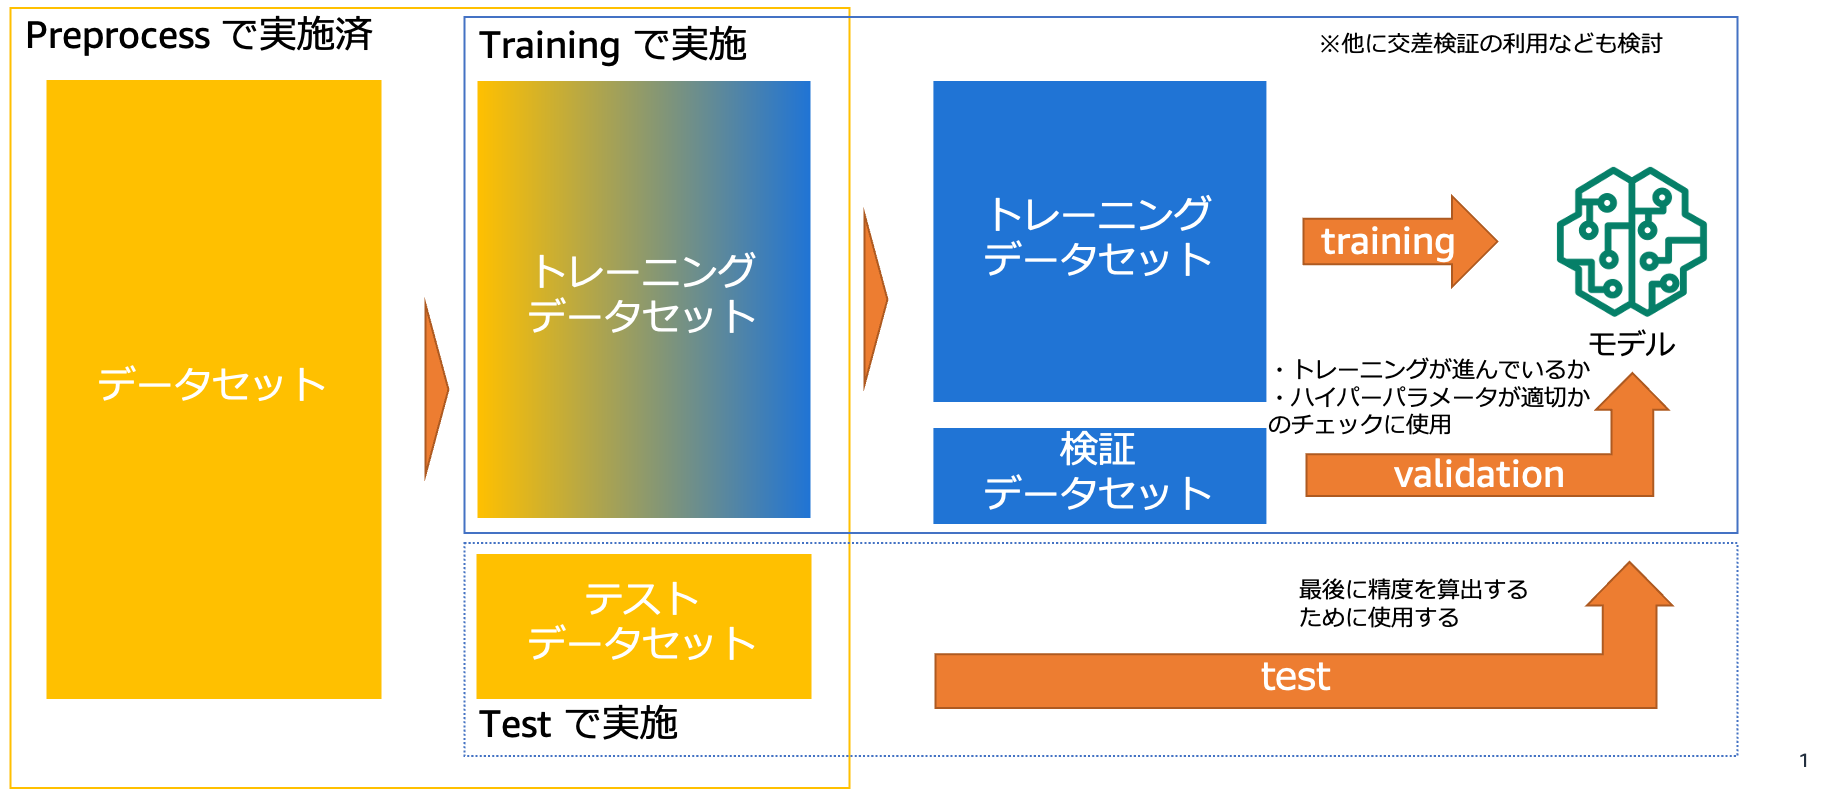 Preprocess で実施済
データセット
Training で実施
トレーニング
データセット
※他に交差検証の利用なども検討
トレーニング
データセット
training
モデル
・トレーニングが進んでいるか
・ハイパーパラメータが適切か
のチェックに使用
検証
データセット
validation
テスト
データセット
Test で実施
最後に精度を算出する
ために使用する
test
1